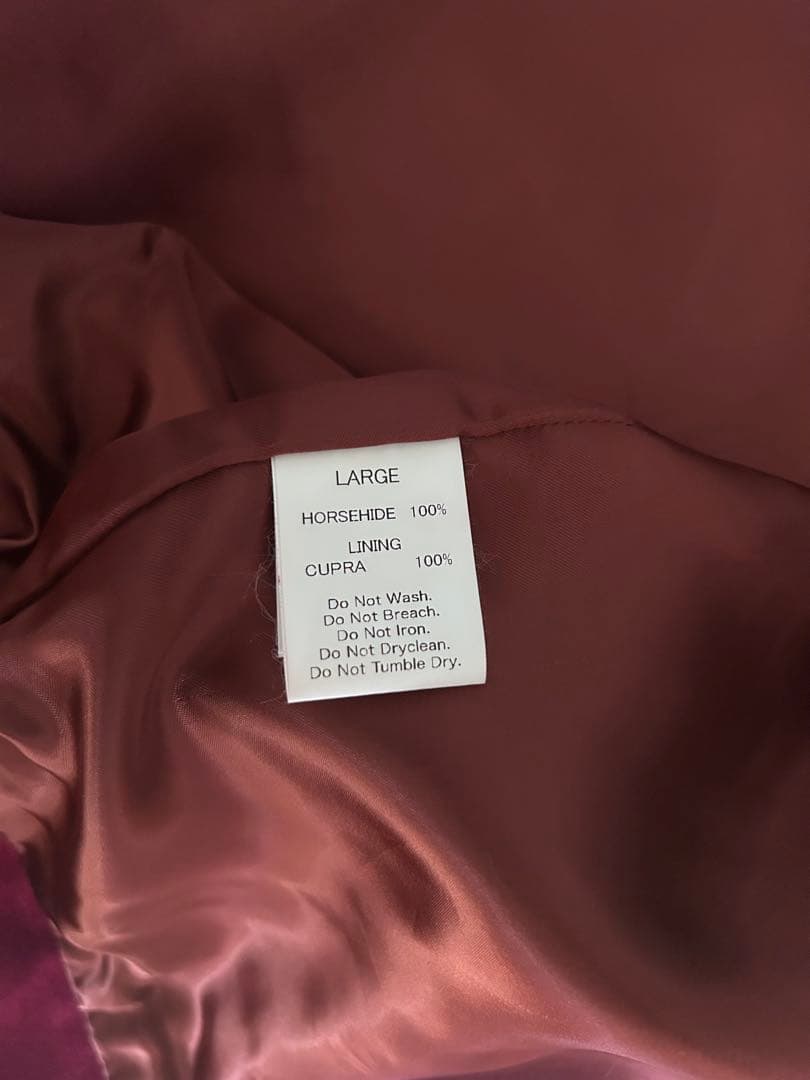 LARGE
HORSEHIDE 100%
LINING
CUPRA 100%
Do Not Wash.
Do Not Breach.
Do Not Iron.
Do Not Dryclean.
Do Not Tumble Dry.